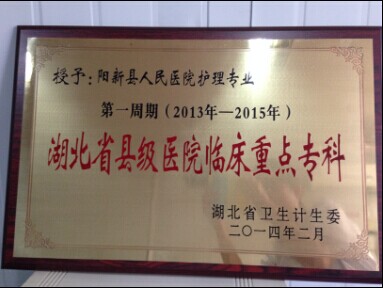 授予：阳新县人民医院护理专业
第一周期（2013年—2015年）
湖北省县级医院临床重点专科
湖北省卫生计生委
二〇一四年二月